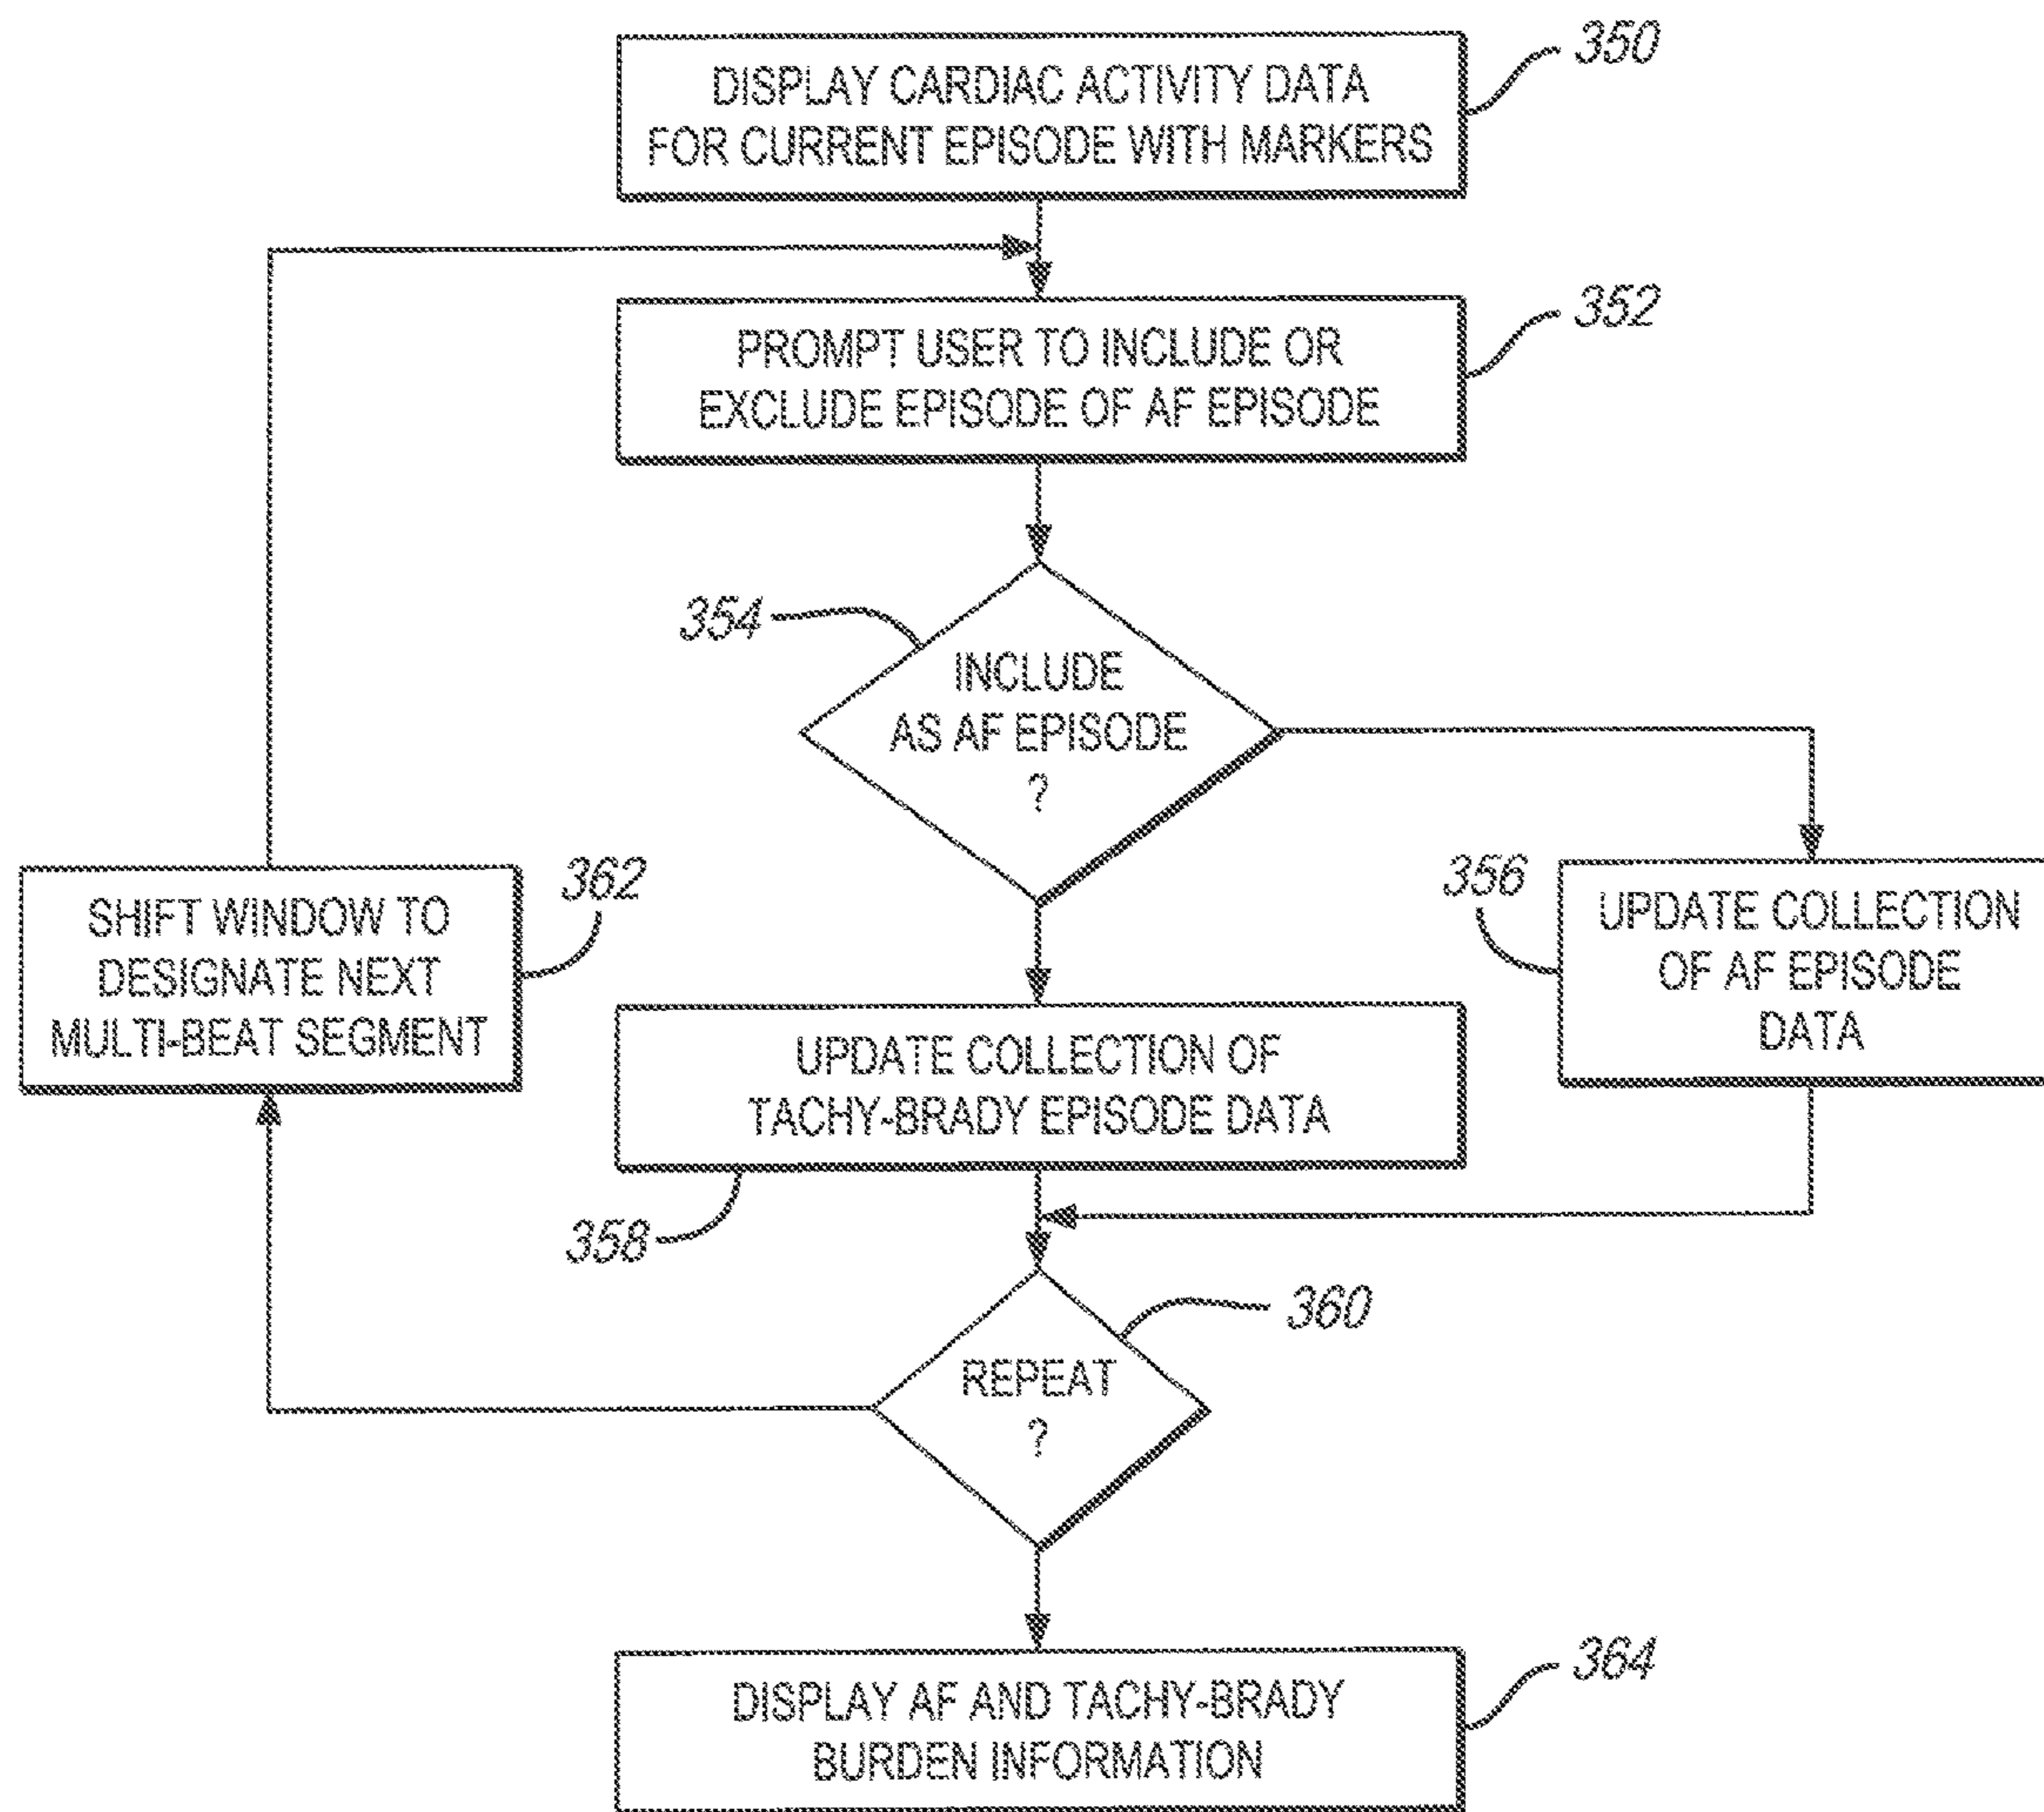 350
DISPLAY CARDIAC ACTIVITY DATA
FOR CURRENT EPISODE WITH MARKERS
352
PROMPT USER TO INCLUDE OR
EXCLUDE EPISODE OF AF EPISODE
354
INCLUDE
AS AF EPISODE
?
362
SHIFT WINDOW TO
DESIGNATE NEXT
MULTI-BEAT SEGMENT
356
UPDATE COLLECTION
OF AF EPISODE
DATA
UPDATE COLLECTION OF
TACHY-BRADY EPISODE DATA
358
360
REPEAT
?
364
DISPLAY AF AND TACHY-BRADY
BURDEN INFORMATION